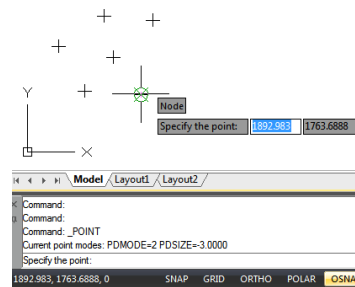 Node
Specify the point: 1892.983 1763.6888
Y
X
Model Layout1 Layout2
Command:
Command:
Command: _POINT
Current point modes: PDMODE=2 PDSIZE=-3.0000
Specify the point:
1892.983, 1763.6888, 0 SNAP GRID ORTHO POLAR OSNA